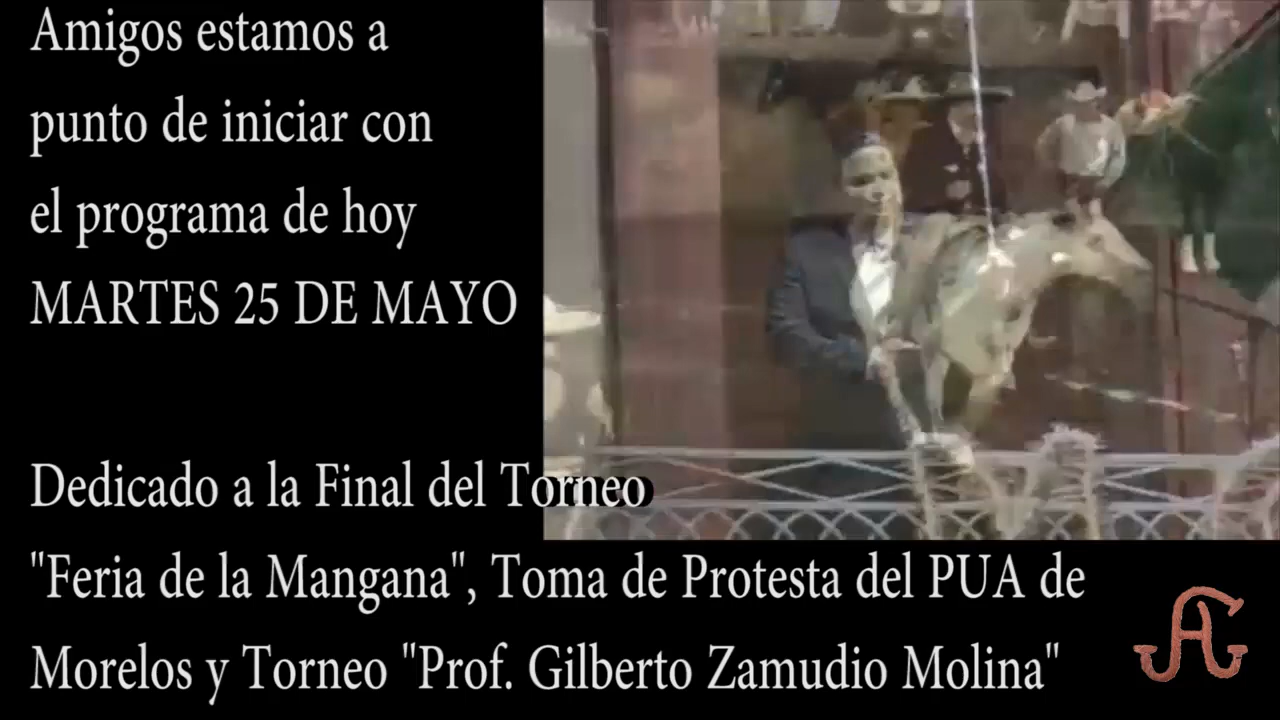 Amigos estamos a
punto de iniciar con
el programa de hoy
MARTES 25 DE MAYO
Dedicado a la Final del Torneo
"Feria de la Mangana", Toma de Protesta del PUA de
Morelos y Torneo "Prof. Gilberto Zamudio Molina"